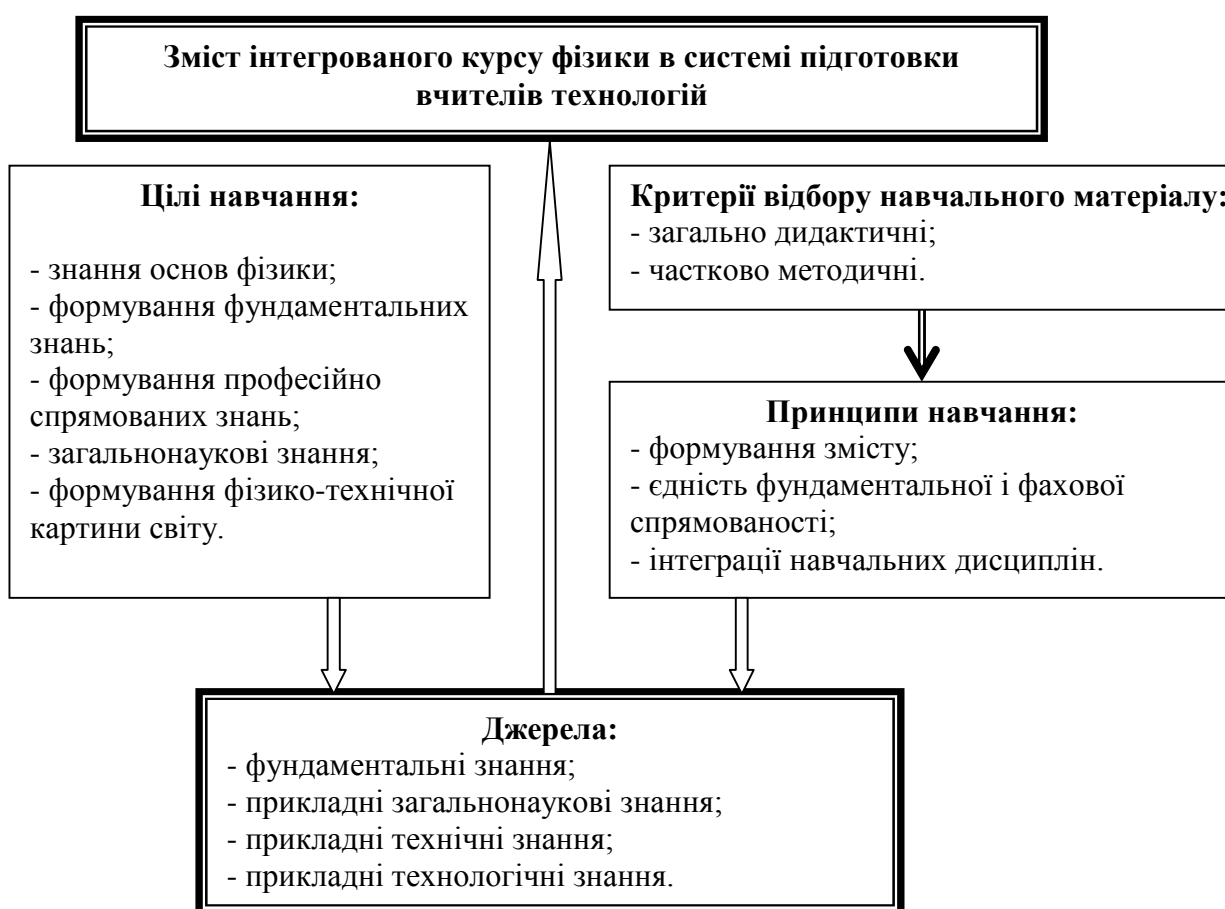 Зміст інтегрованого курсу фізики в системі підготовки
вчителів технологій
Цілі навчання:
- знання основ фізики;
- формування фундаментальних
знань;
- формування професійно
спрямованих знань;
- загальнонаукові знання;
- формування фізико-технічної
картини світу.
Критерії відбору навчального матеріалу:
- загально дидактичні;
- частково методичні.
Принципи навчання:
- формування змісту;
- єдність фундаментальної і фахової
спрямованості;
- інтеграції навчальних дисциплін.
Джерела:
- фундаментальні знання;
- прикладні загальнонаукові знання;
- прикладні технічні знання;
- прикладні технологічні знання.